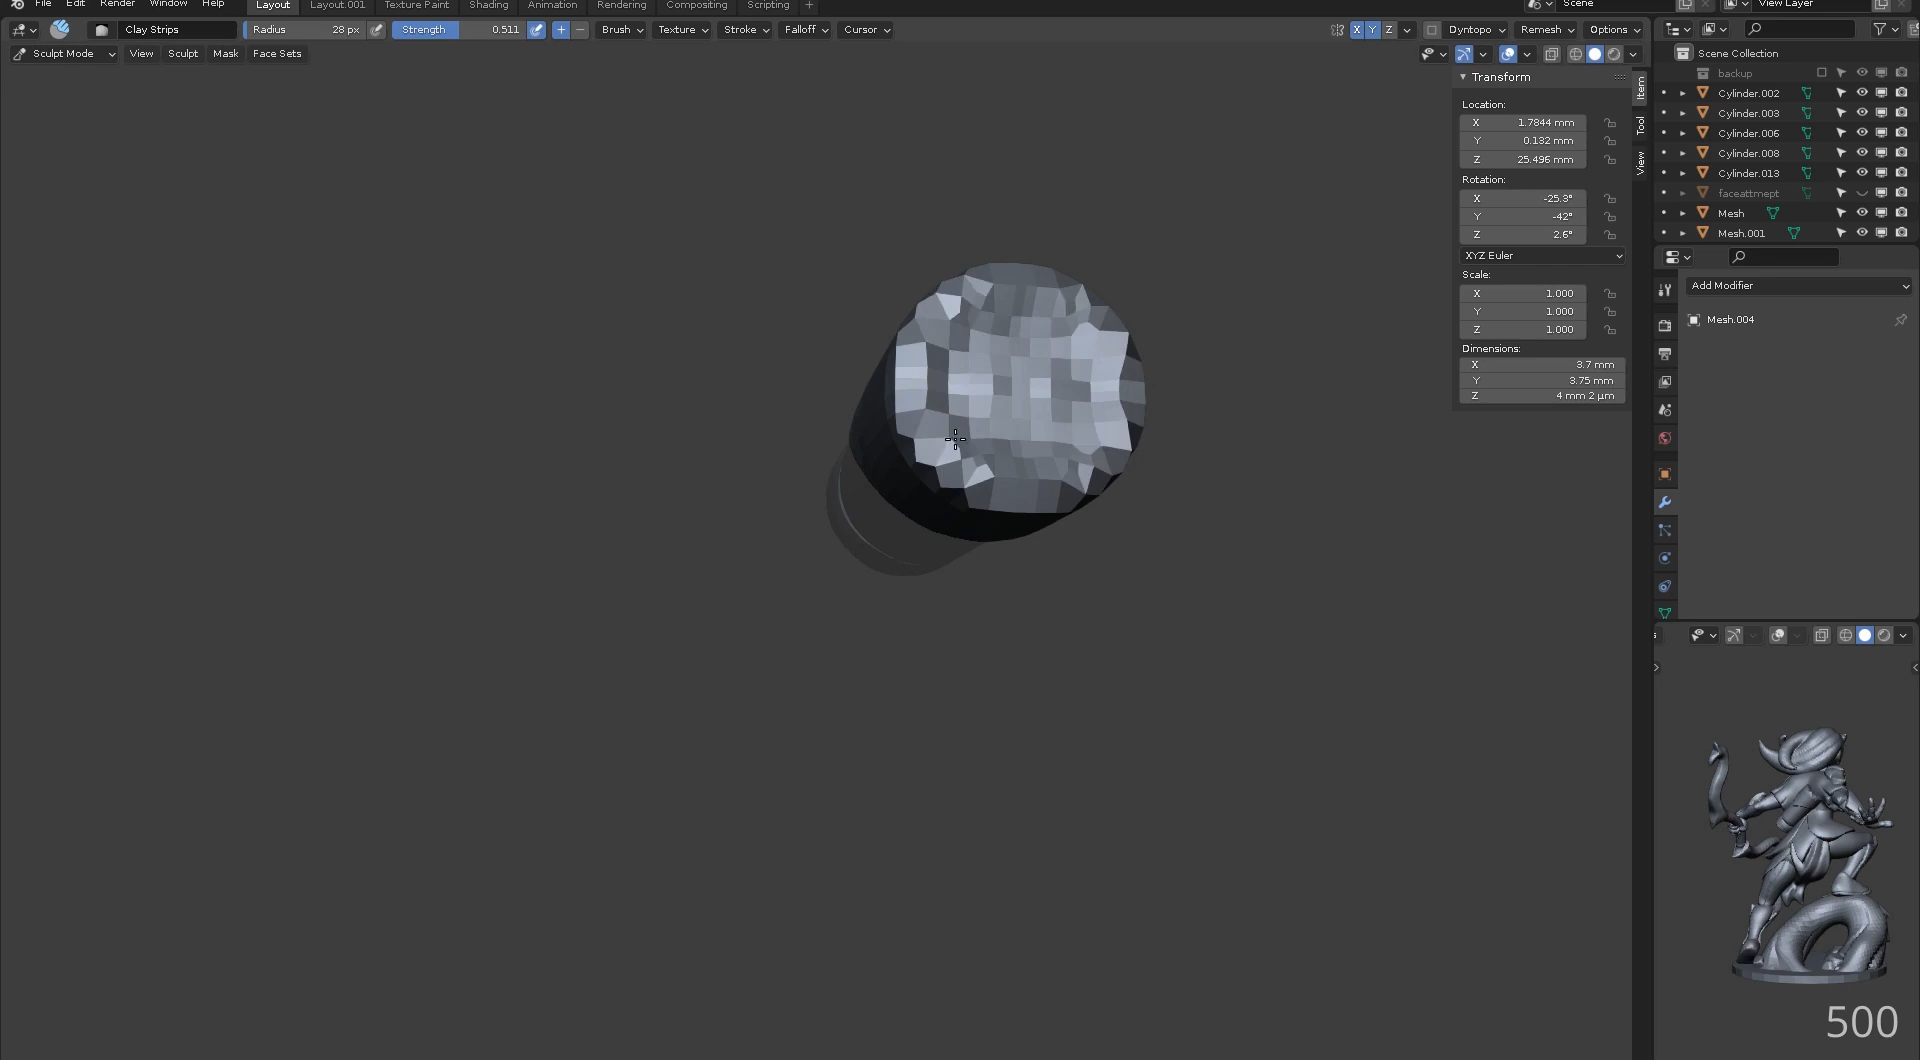 File Edit Render Window Help Layout Layout.001 Texture Paint Shading Animation Rendering Compositing Scripting + Scene View Layer
Clay Strips Radius 28 px Strength 0.511 + − Brush Texture Stroke Falloff Cursor X Y Z Dyntopo Remesh Options
Sculpt Mode View Sculpt Mask Face Sets
Transform
Location:
X 1.7844 mm
Y 0.132 mm
Z 25.496 mm
Rotation:
X -25.3°
Y -42°
Z 2.6°
XYZ Euler
Scale:
X 1.000
Y 1.000
Z 1.000
Dimensions:
X 3.7 mm
Y 3.75 mm
Z 4 mm 2 µm
Item
Tool
View
Scene Collection
backup
Cylinder.002
Cylinder.003
Cylinder.006
Cylinder.008
Cylinder.013
faceattmept
Mesh
Mesh.001
Add Modifier
Mesh.004
500